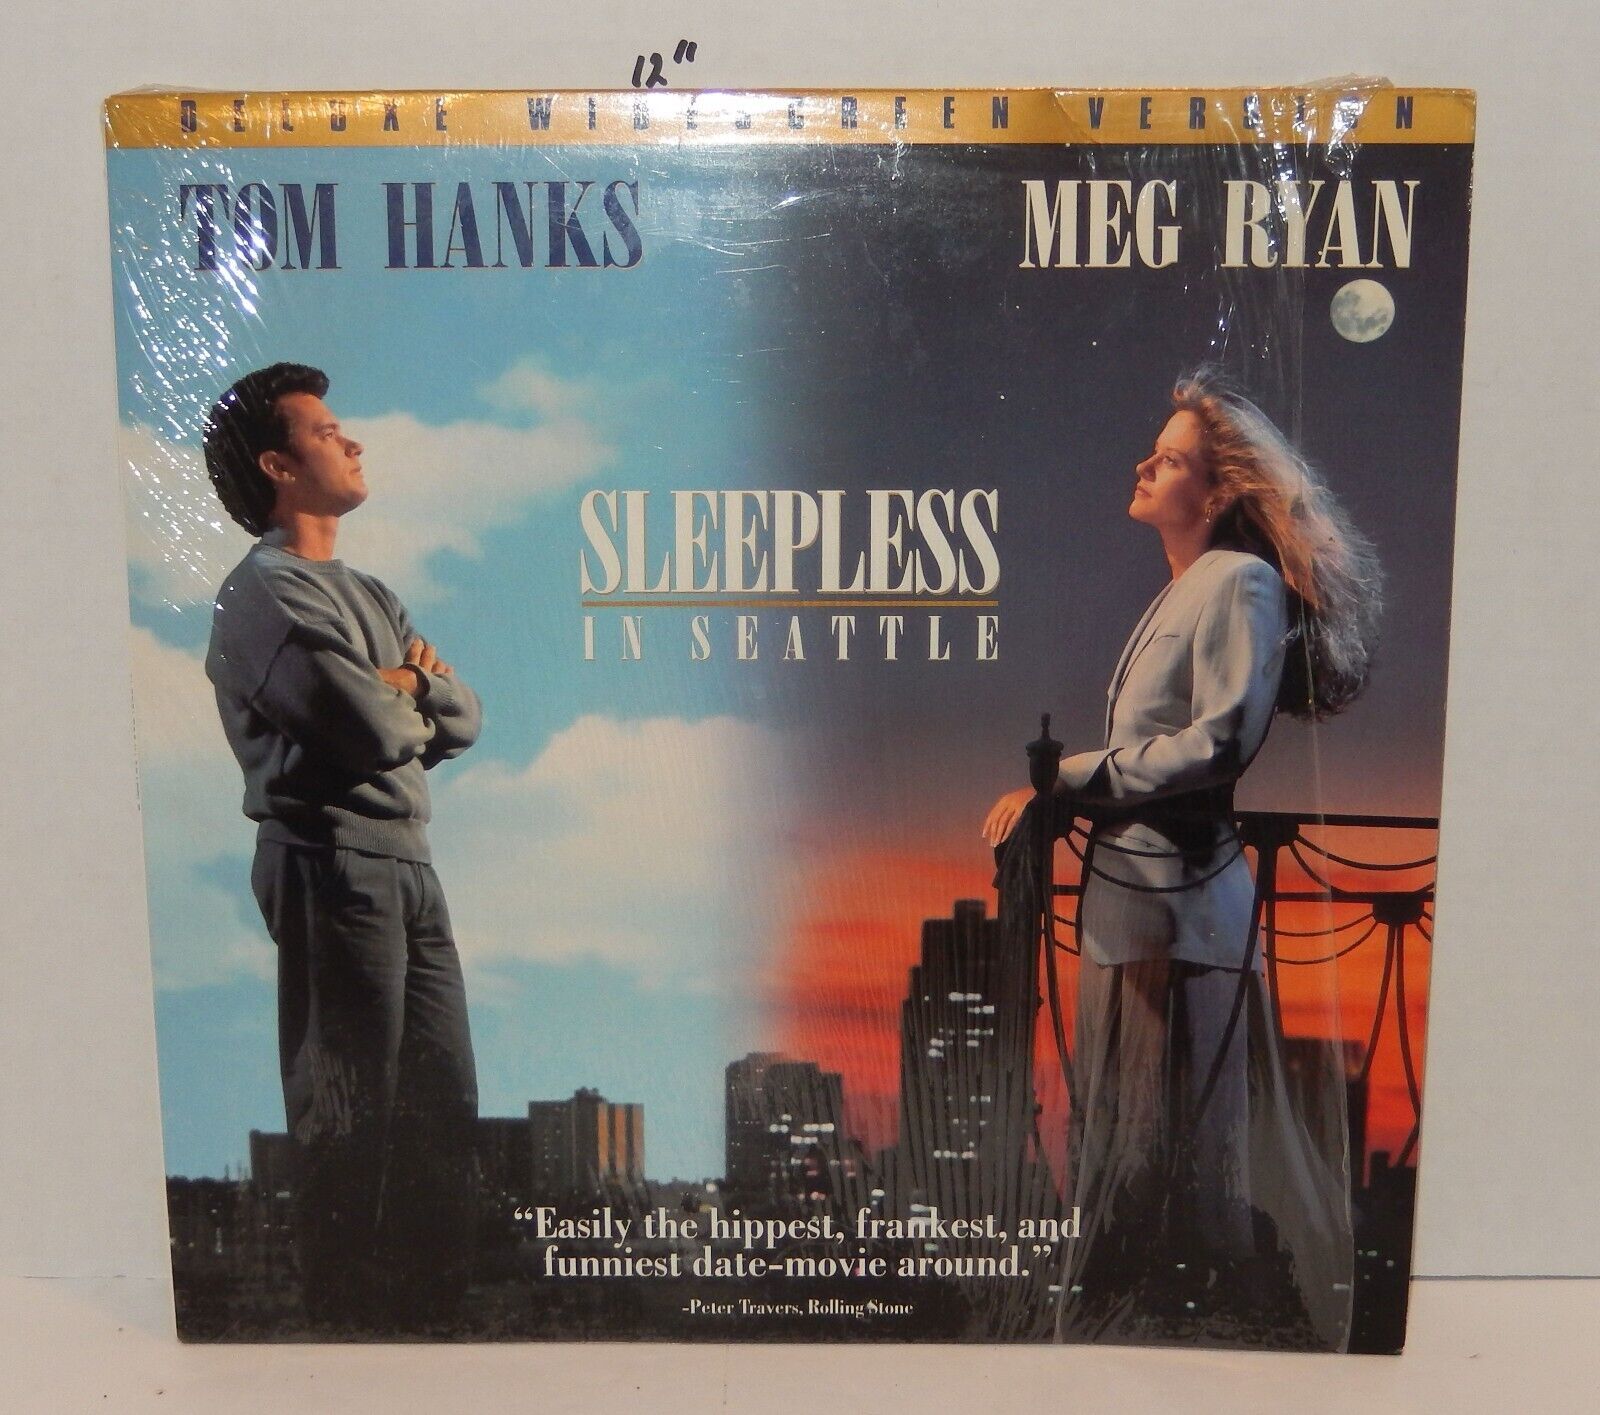 12"
DELUXE WIDESCREEN VERSION
TOM HANKS MEG RYAN
SLEEPLESS
IN SEATTLE
“Easily the hippest, frankest, and
funniest date-movie around.”
-Peter Travers, Rolling Stone